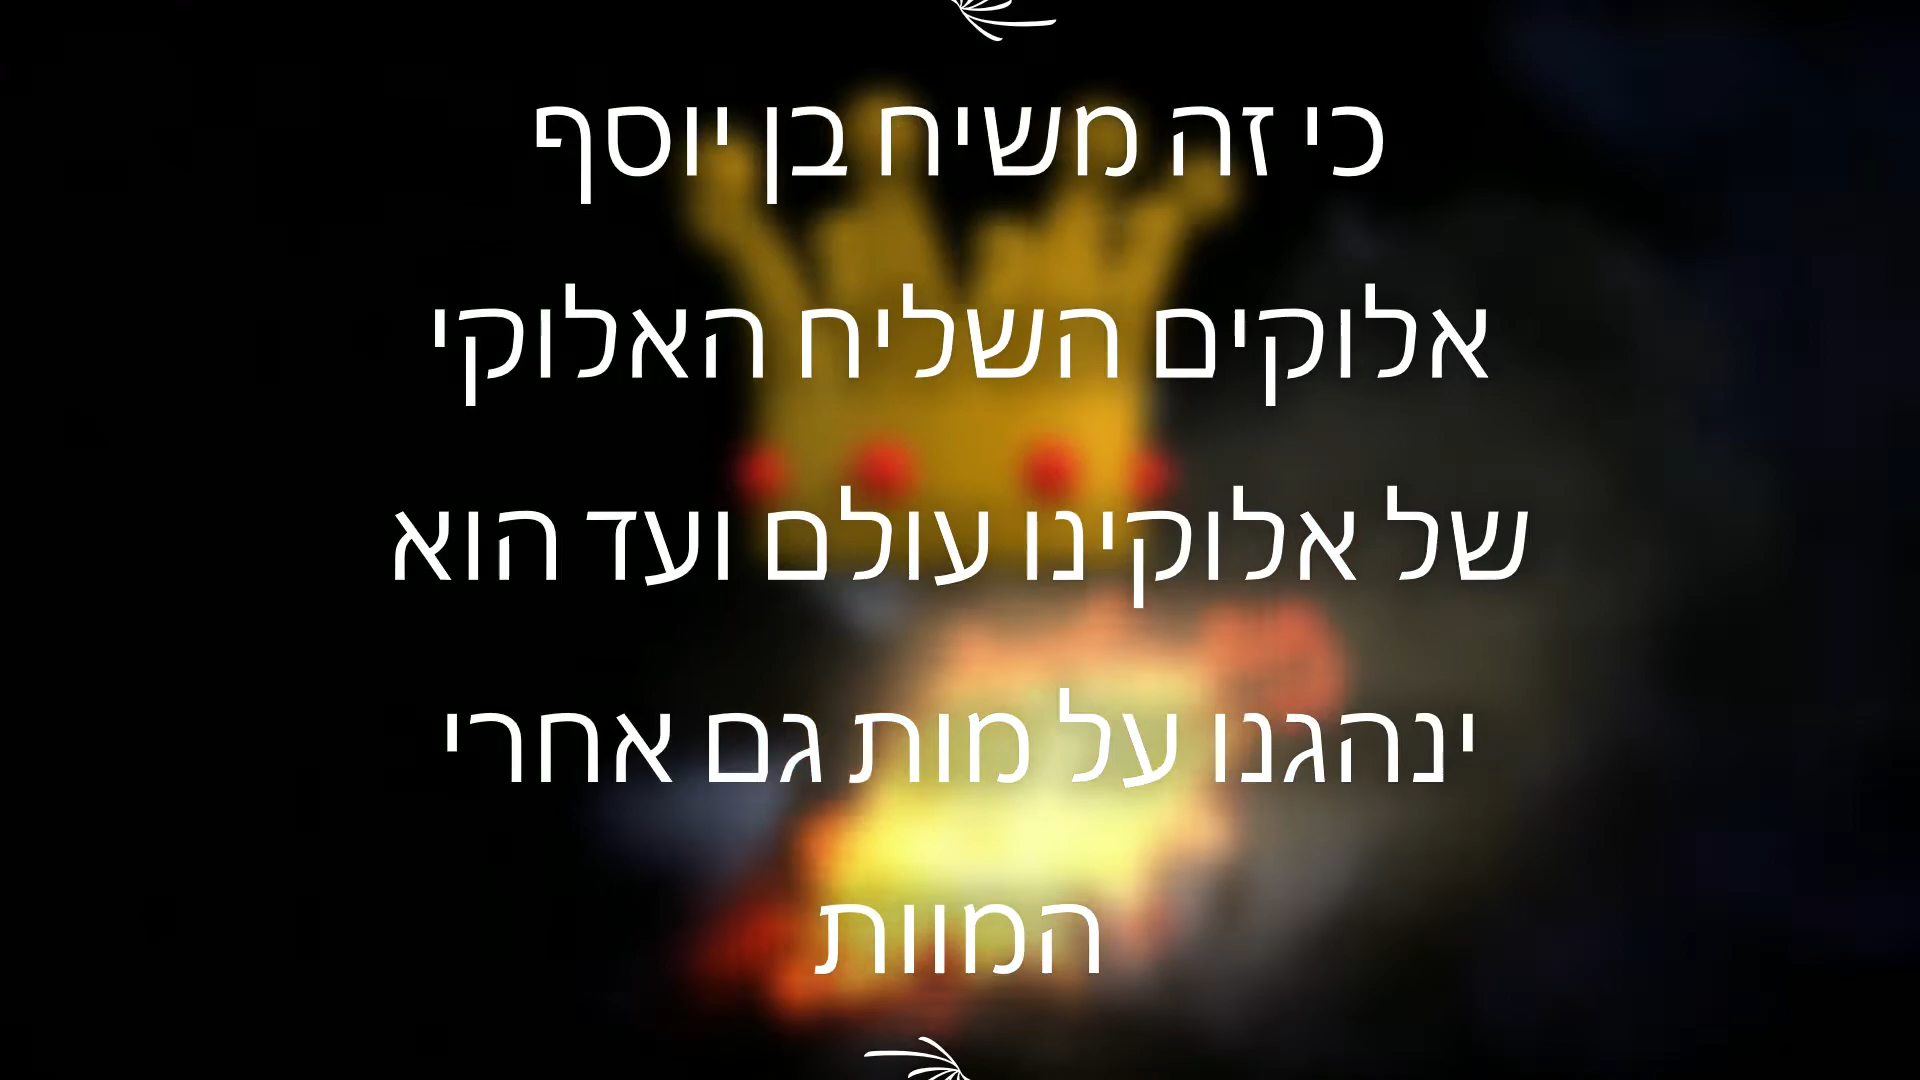 כי זה משיח בן יוסף
אלוקים השליח האלוקי
של אלוקינו עולם ועד הוא
ינהגנו על מות גם אחרי
המוות